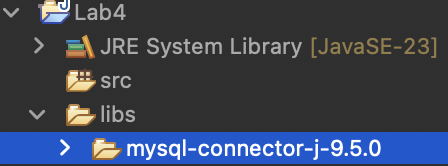 Lab4
JRE System Library [JavaSE-23]
src
libs
mysql-connector-j-9.5.0